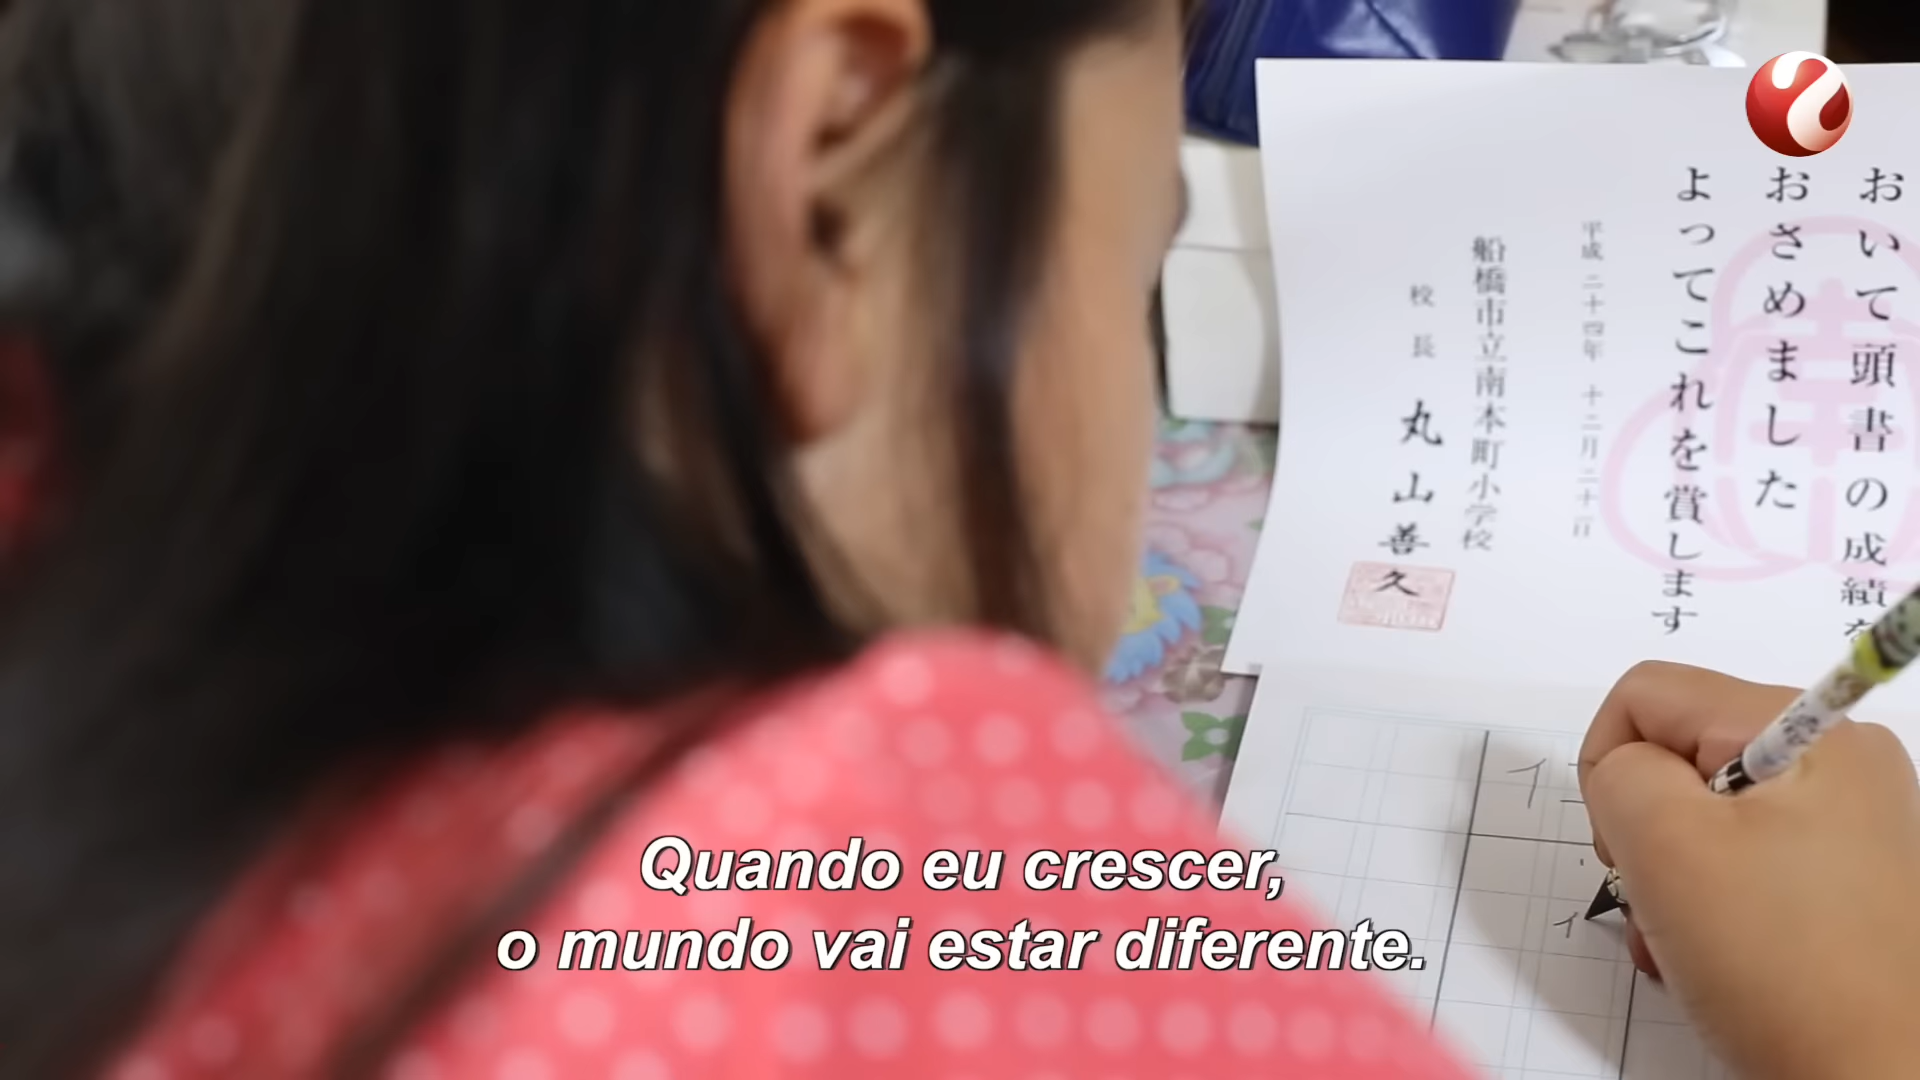 おいて頭書の成績を
おさめました
よってこれを賞します
平成二十四年 十二月二十日
船橋市立南本町小学校
校長 丸山善久
Quando eu crescer,
o mundo vai estar diferente.